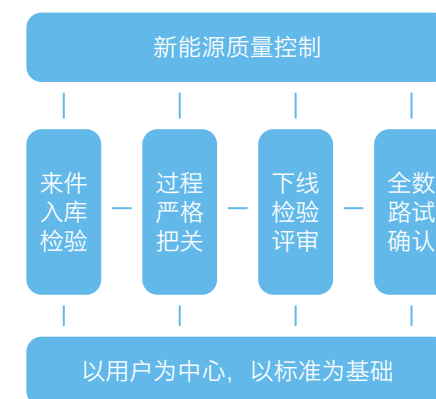 新能源质量控制
来件
入库
检验
过程
严格
把关
下线
检验
评审
全数
路试
确认
以用户为中心，以标准为基础